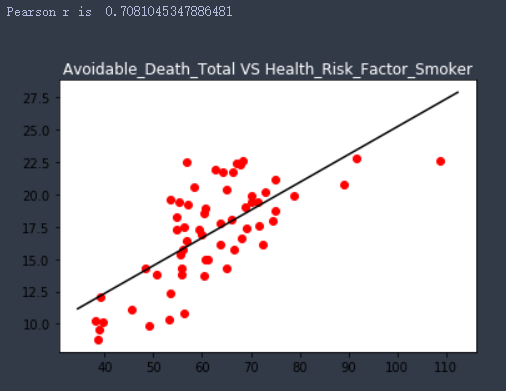 Pearson r is 0.7081045347886481
Avoidable_Death_Total VS Health_Risk_Factor_Smoker
27.5
25.0
22.5
20.0
17.5
15.0
12.5
10.0
40 50 60 70 80 90 100 110